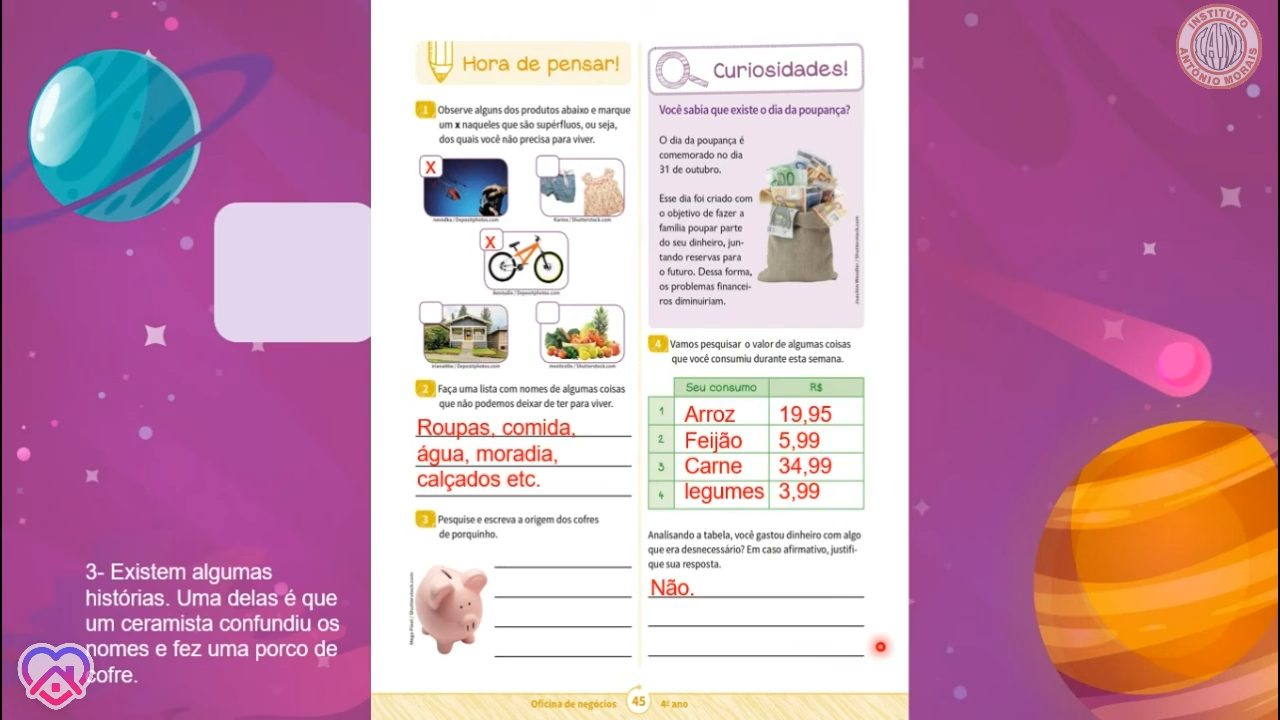 INSTITUTO
IAM
ANTÔNIO MORAIS
Hora de pensar!
1 Observe alguns dos produtos abaixo e marque
um x naqueles que são supérfluos, ou seja,
dos quais você não precisa para viver.
X
X
2 Faça uma lista com nomes de algumas coisas
que não podemos deixar de ter para viver.
Roupas, comida,
água, moradia,
calçados etc.
3 Pesquise e escreva a origem dos cofres
de porquinho.
Curiosidades!
Você sabia que existe o dia da poupança?
O dia da poupança é
comemorado no dia
31 de outubro.
Esse dia foi criado com
o objetivo de fazer a
família poupar parte
do seu dinheiro, jun-
tando reservas para
o futuro. Dessa forma,
os problemas financei-
ros diminuiriam.
4 Vamos pesquisar o valor de algumas coisas
que você consumiu durante esta semana.
Seu consumo R$
1 Arroz 19,95
2 Feijão 5,99
3 Carne 34,99
4 legumes 3,99
Analisando a tabela, você gastou dinheiro com algo
que era desnecessário? Em caso afirmativo, justifi-
que sua resposta.
Não.
3- Existem algumas
histórias. Uma delas é que
um ceramista confundiu os
nomes e fez uma porco de
cofre.
Oficina de negócios 45 4º ano